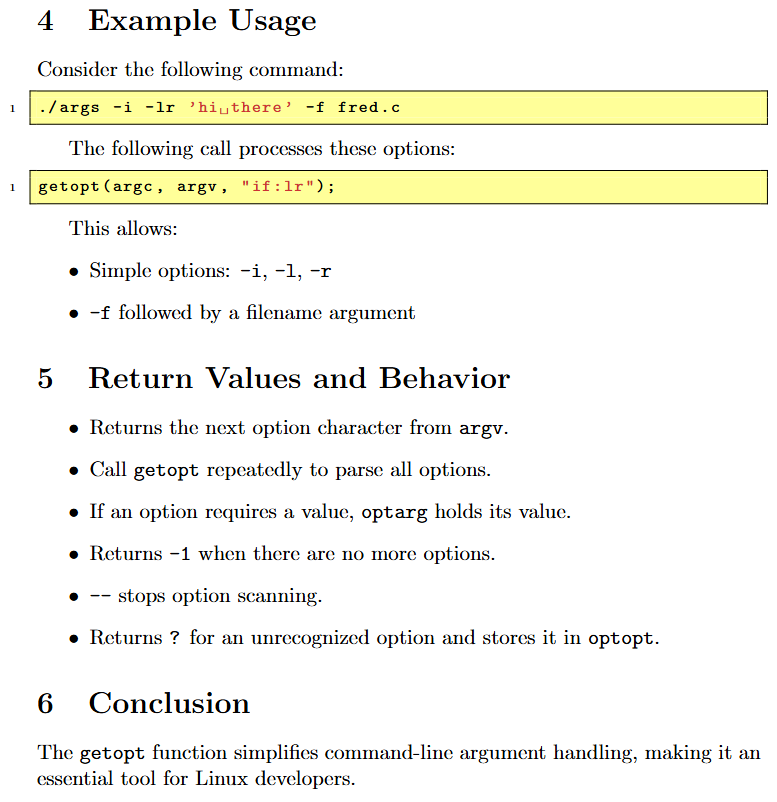 4 Example Usage
Consider the following command:
1 ./args -i -lr 'hi␣there' -f fred.c
The following call processes these options:
1 getopt(argc, argv, "if:lr");
This allows:
• Simple options: -i, -l, -r
• -f followed by a filename argument
5 Return Values and Behavior
• Returns the next option character from argv.
• Call getopt repeatedly to parse all options.
• If an option requires a value, optarg holds its value.
• Returns -1 when there are no more options.
• -- stops option scanning.
• Returns ? for an unrecognized option and stores it in optopt.
6 Conclusion
The getopt function simplifies command-line argument handling, making it an
essential tool for Linux developers.